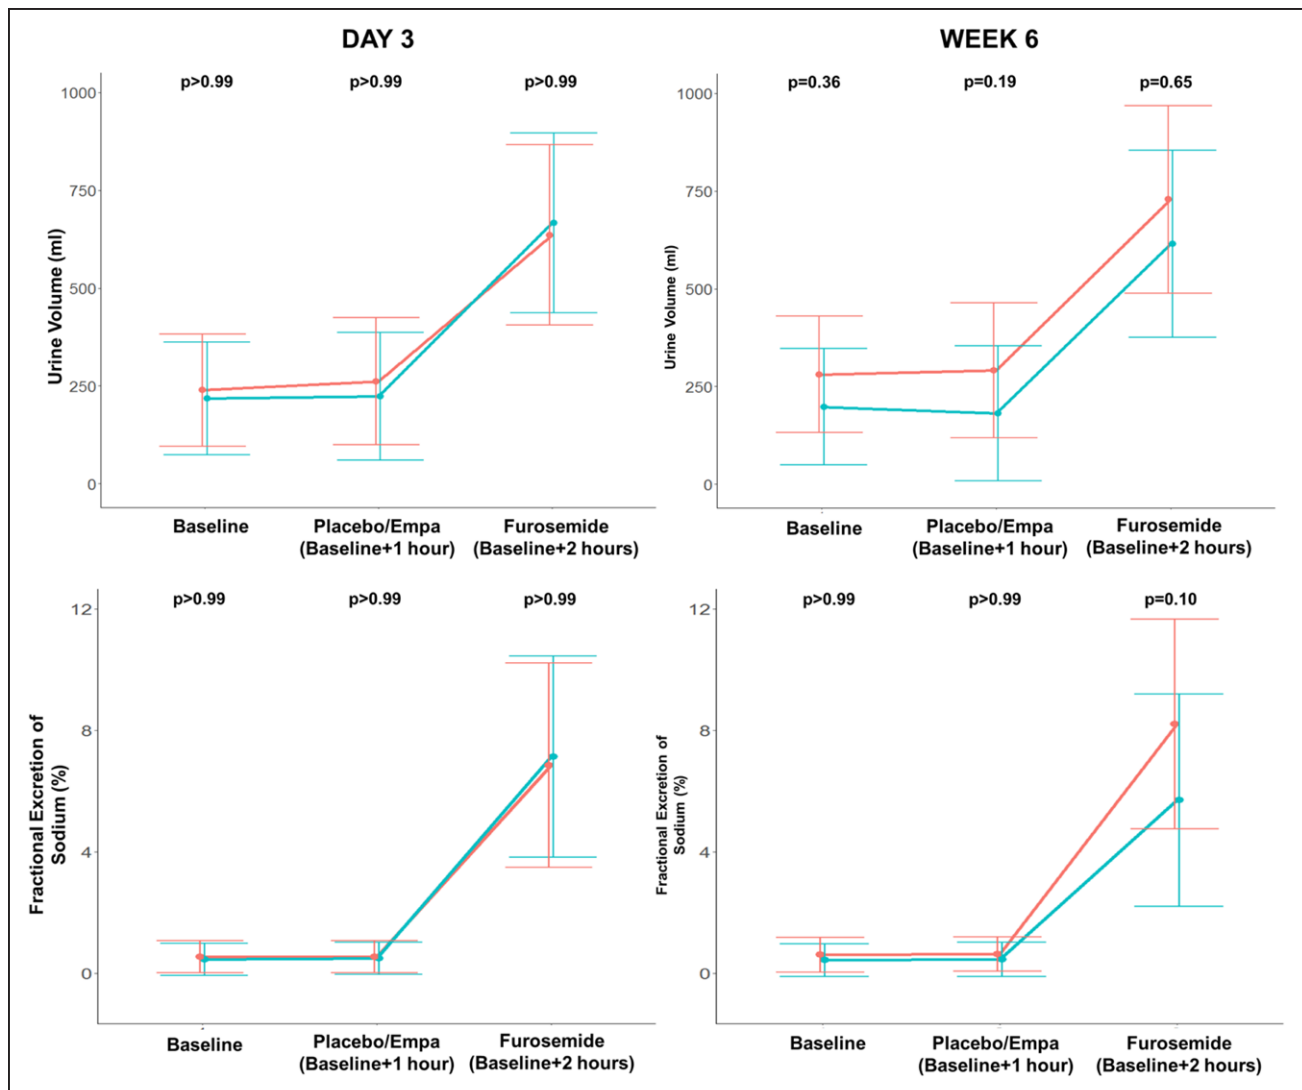 DAY 3
WEEK 6
p>0.99
p>0.99
p>0.99
1000
750
500
250
0
Urine Volume (ml)
Baseline
Placebo/Empa
(Baseline+1 hour)
Furosemide
(Baseline+2 hours)
p=0.36
p=0.19
p=0.65
1000
750
500
250
0
Urine Volume (ml)
Baseline
Placebo/Empa
(Baseline+1 hour)
Furosemide
(Baseline+2 hours)
p>0.99
p>0.99
p>0.99
12
8
4
0
Fractional Excretion of
Sodium (%)
Baseline
Placebo/Empa
(Baseline+1 hour)
Furosemide
(Baseline+2 hours)
p>0.99
p>0.99
p=0.10
12
8
4
0
Fractional Excretion of
Sodium (%)
Baseline
Placebo/Empa
(Baseline+1 hour)
Furosemide
(Baseline+2 hours)